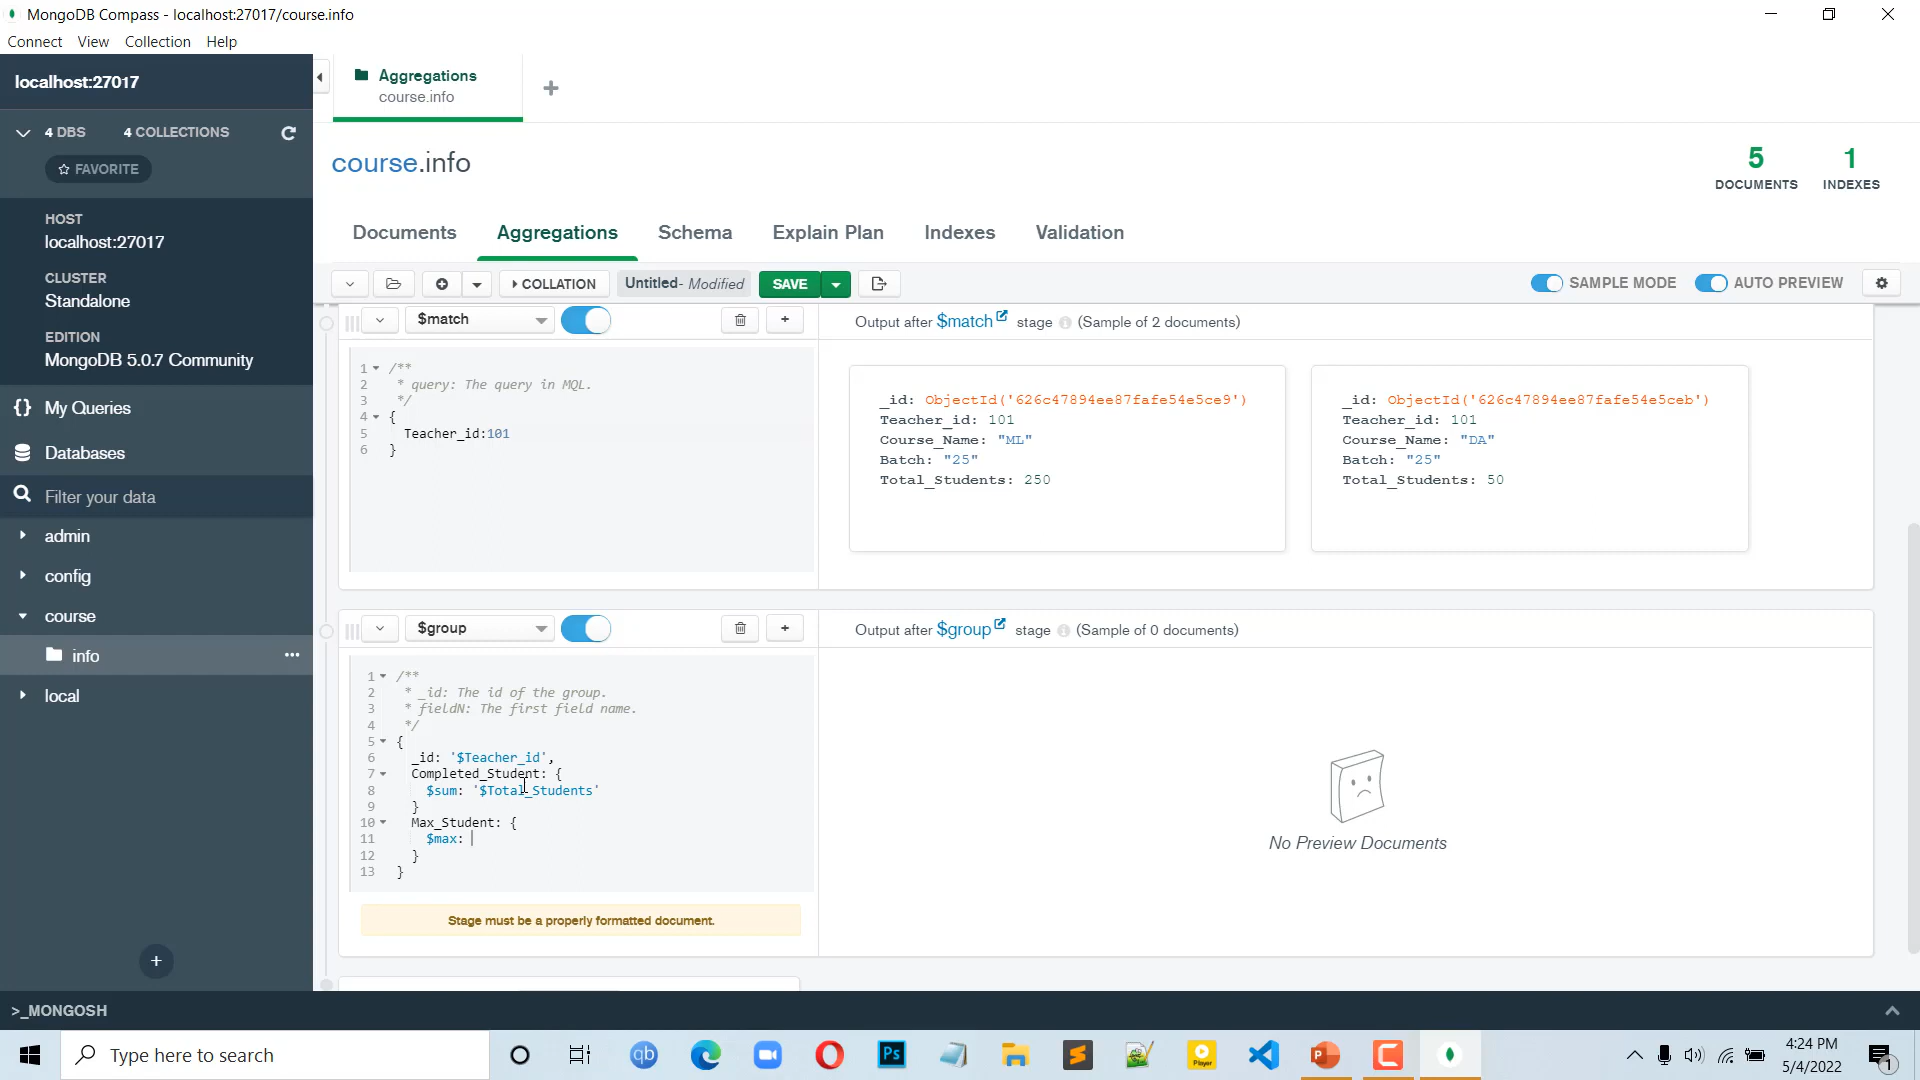 MongoDB Compass - localhost:27017/course.info
Connect View Collection Help
localhost:27017
Aggregations
course.info
4 DBS 4 COLLECTIONS
FAVORITE
course.info
5
DOCUMENTS
1
INDEXES
HOST
localhost:27017
CLUSTER
Standalone
EDITION
MongoDB 5.0.7 Community
Documents Aggregations Schema Explain Plan Indexes Validation
COLLATION Untitled- Modified SAVE SAMPLE MODE AUTO PREVIEW
My Queries
Databases
Filter your data
admin
config
course
info
local
$match
Output after $match stage (Sample of 2 documents)
1 /**
2 * query: The query in MQL.
3 */
4 {
5 Teacher_id:101
6 }
_id: ObjectId('626c47894ee87fafe54e5ce9')
Teacher_id: 101
Course_Name: "ML"
Batch: "25"
Total_Students: 250
_id: ObjectId('626c47894ee87fafe54e5ceb')
Teacher_id: 101
Course_Name: "DA"
Batch: "25"
Total_Students: 50
$group
Output after $group stage (Sample of 0 documents)
1 /**
2 * _id: The id of the group.
3 * fieldN: The first field name.
4 */
5 {
6 _id: '$Teacher_id',
7 Completed_Student: {
8 $sum: '$Total_Students'
9 }
10 Max_Student: {
11 $max:
12 }
13 }
Stage must be a properly formatted document.
No Preview Documents
>_MONGOSH
Type here to search
qb
Ps
Player
4:24 PM
5/4/2022
1